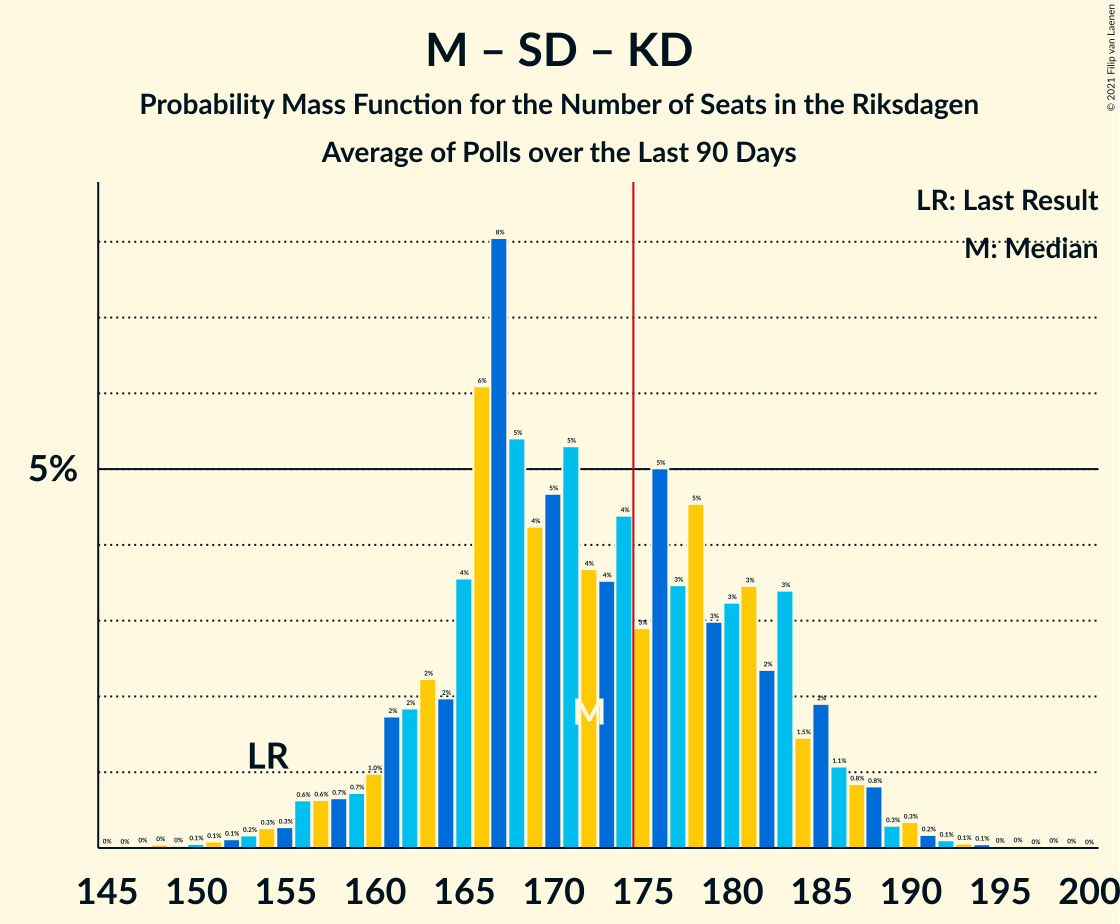 M – SD – KD
Probability Mass Function for the Number of Seats in the Riksdagen
Average of Polls over the Last 90 Days
© 2021 Filip van Laenen
LR: Last Result
M: Median
5%
LR
M
0% 0% 0% 0% 0% 0.1% 0.1% 0.1% 0.2% 0.3% 0.3% 0.6% 0.6% 0.7% 0.7% 1.0% 2% 2% 2% 2% 4% 6% 8% 5% 4% 5% 5% 4% 4% 4% 3% 5% 3% 5% 3% 3% 3% 2% 3% 1.5% 2% 1.1% 0.8% 0.8% 0.3% 0.3% 0.2% 0.1% 0.1% 0.1% 0% 0% 0% 0% 0% 0%
145 150 155 160 165 170 175 180 185 190 195 200